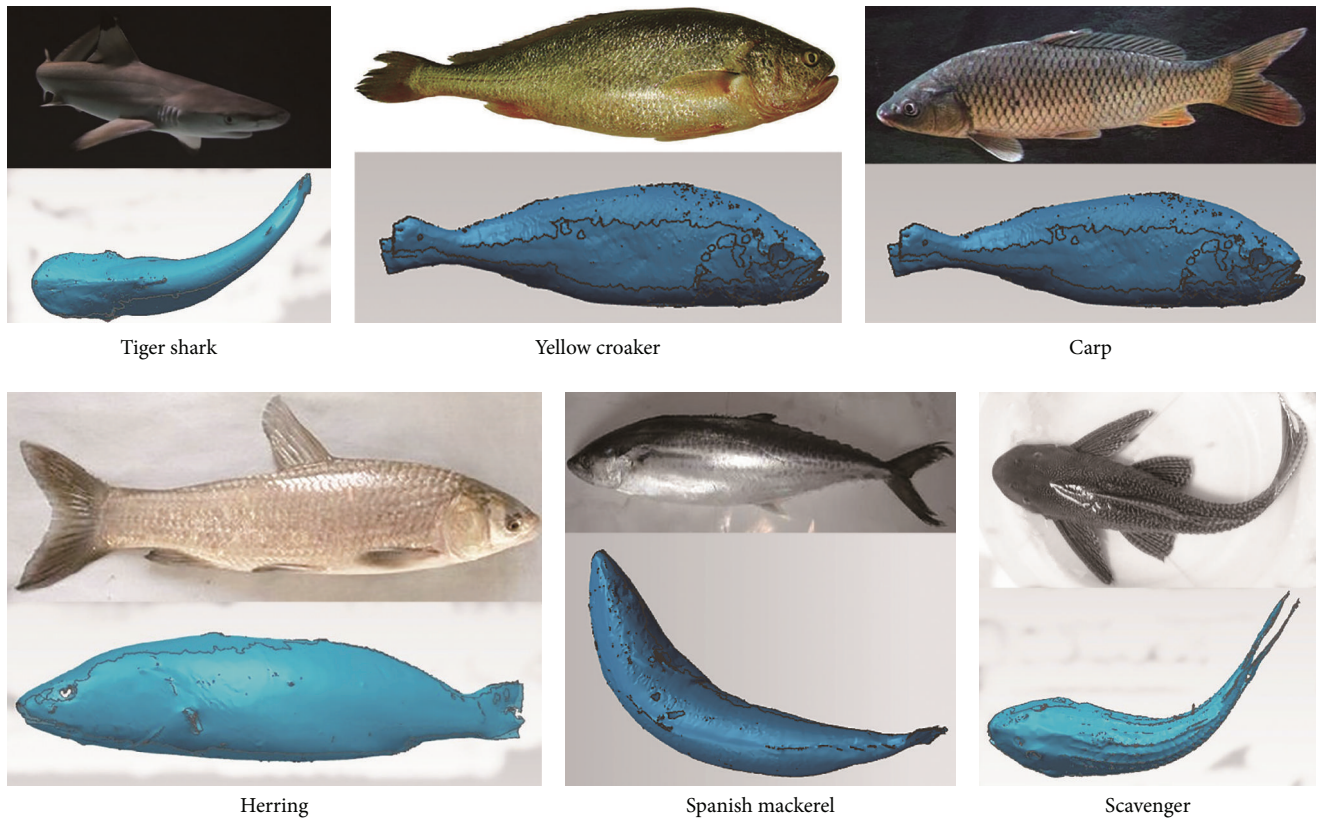 Tiger shark
Yellow croaker
Carp
Herring
Spanish mackerel
Scavenger